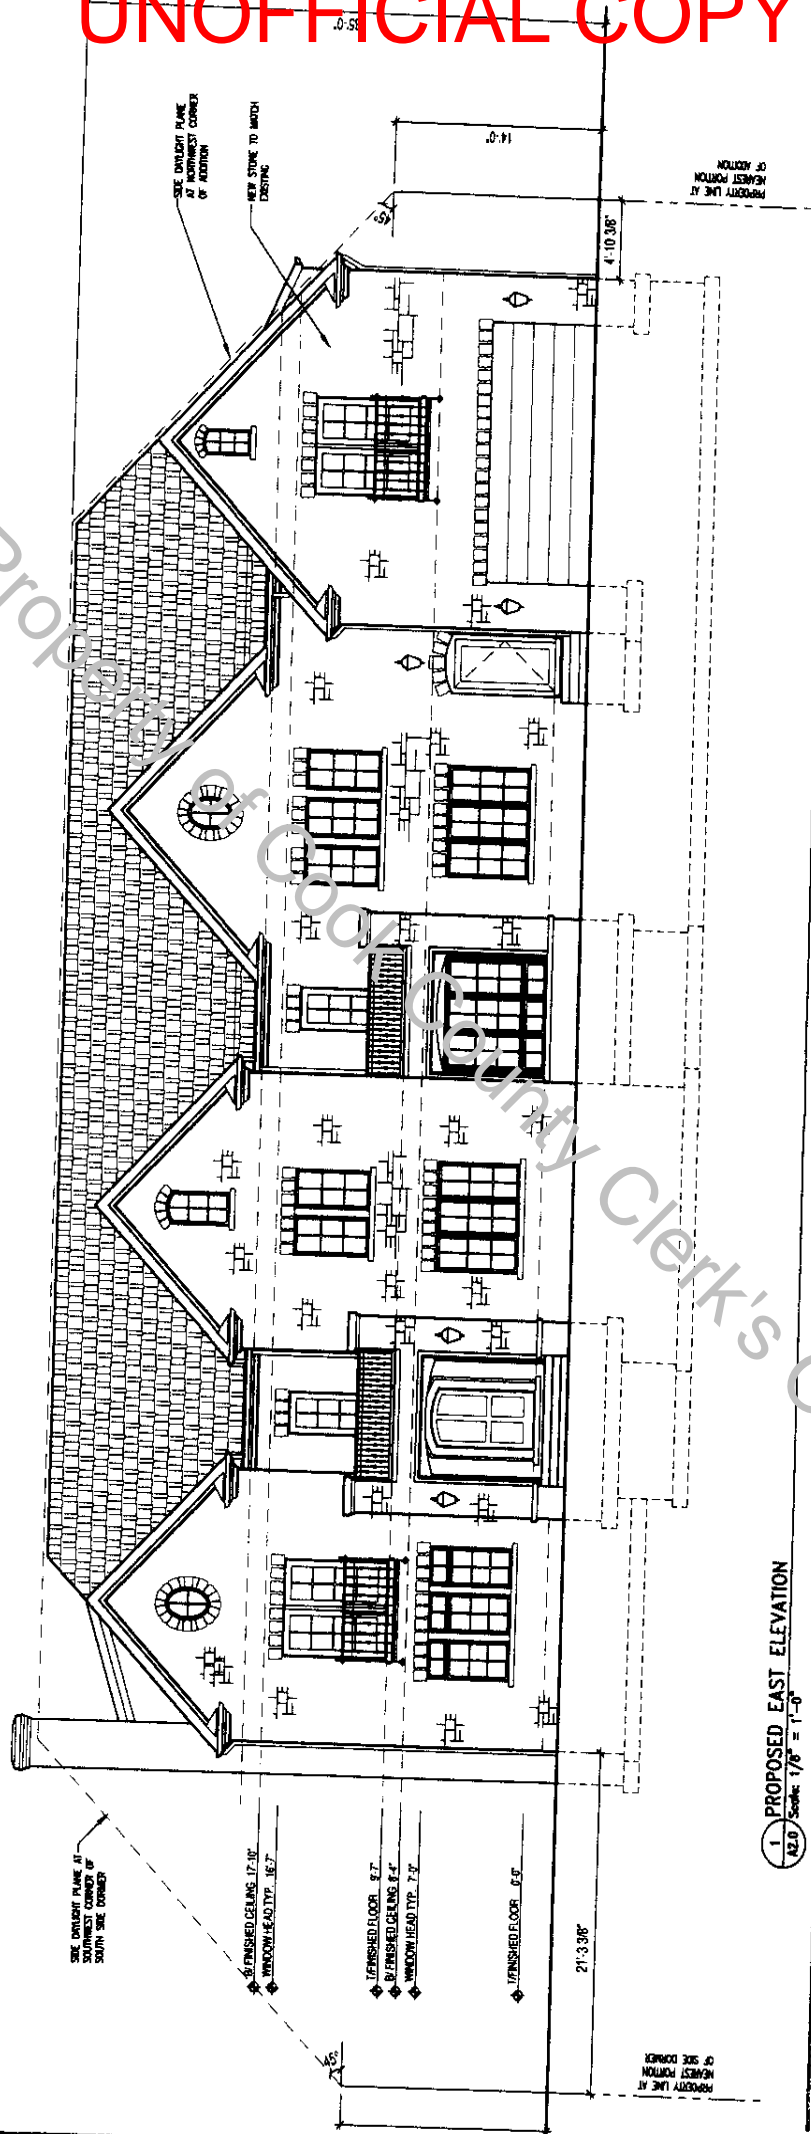 UNOFFICIAL COPY
35'-0"
SIDE DAYLIGHT PLANE
AT NORTHWEST CORNER
OF ADDITION
NEW STONE TO MATCH
EXISTING
14'-0"
45°
PROPERTY LINE AT
NEAREST PORTION
OF ADDITION
4'-10 3/8"
Property of Cook County Clerk's
SIDE DAYLIGHT PLANE AT
SOUTHWEST CORNER OF
SOUTH SIDE DORMER
B/FINISHED CEILING 17'-10"
WINDOW HEAD TYP. 16'-7"
T/FINISHED FLOOR 9'-7"
B/FINISHED CEILING 8'-4"
WINDOW HEAD TYP. 7'-0"
T/FINISHED FLOOR 0'-0"
21'-3 3/8"
45°
PROPERTY LINE AT
NEAREST PORTION
OF SIDE DORMER
1
A2.0
PROPOSED EAST ELEVATION
Scale: 1/8" = 1'-0"